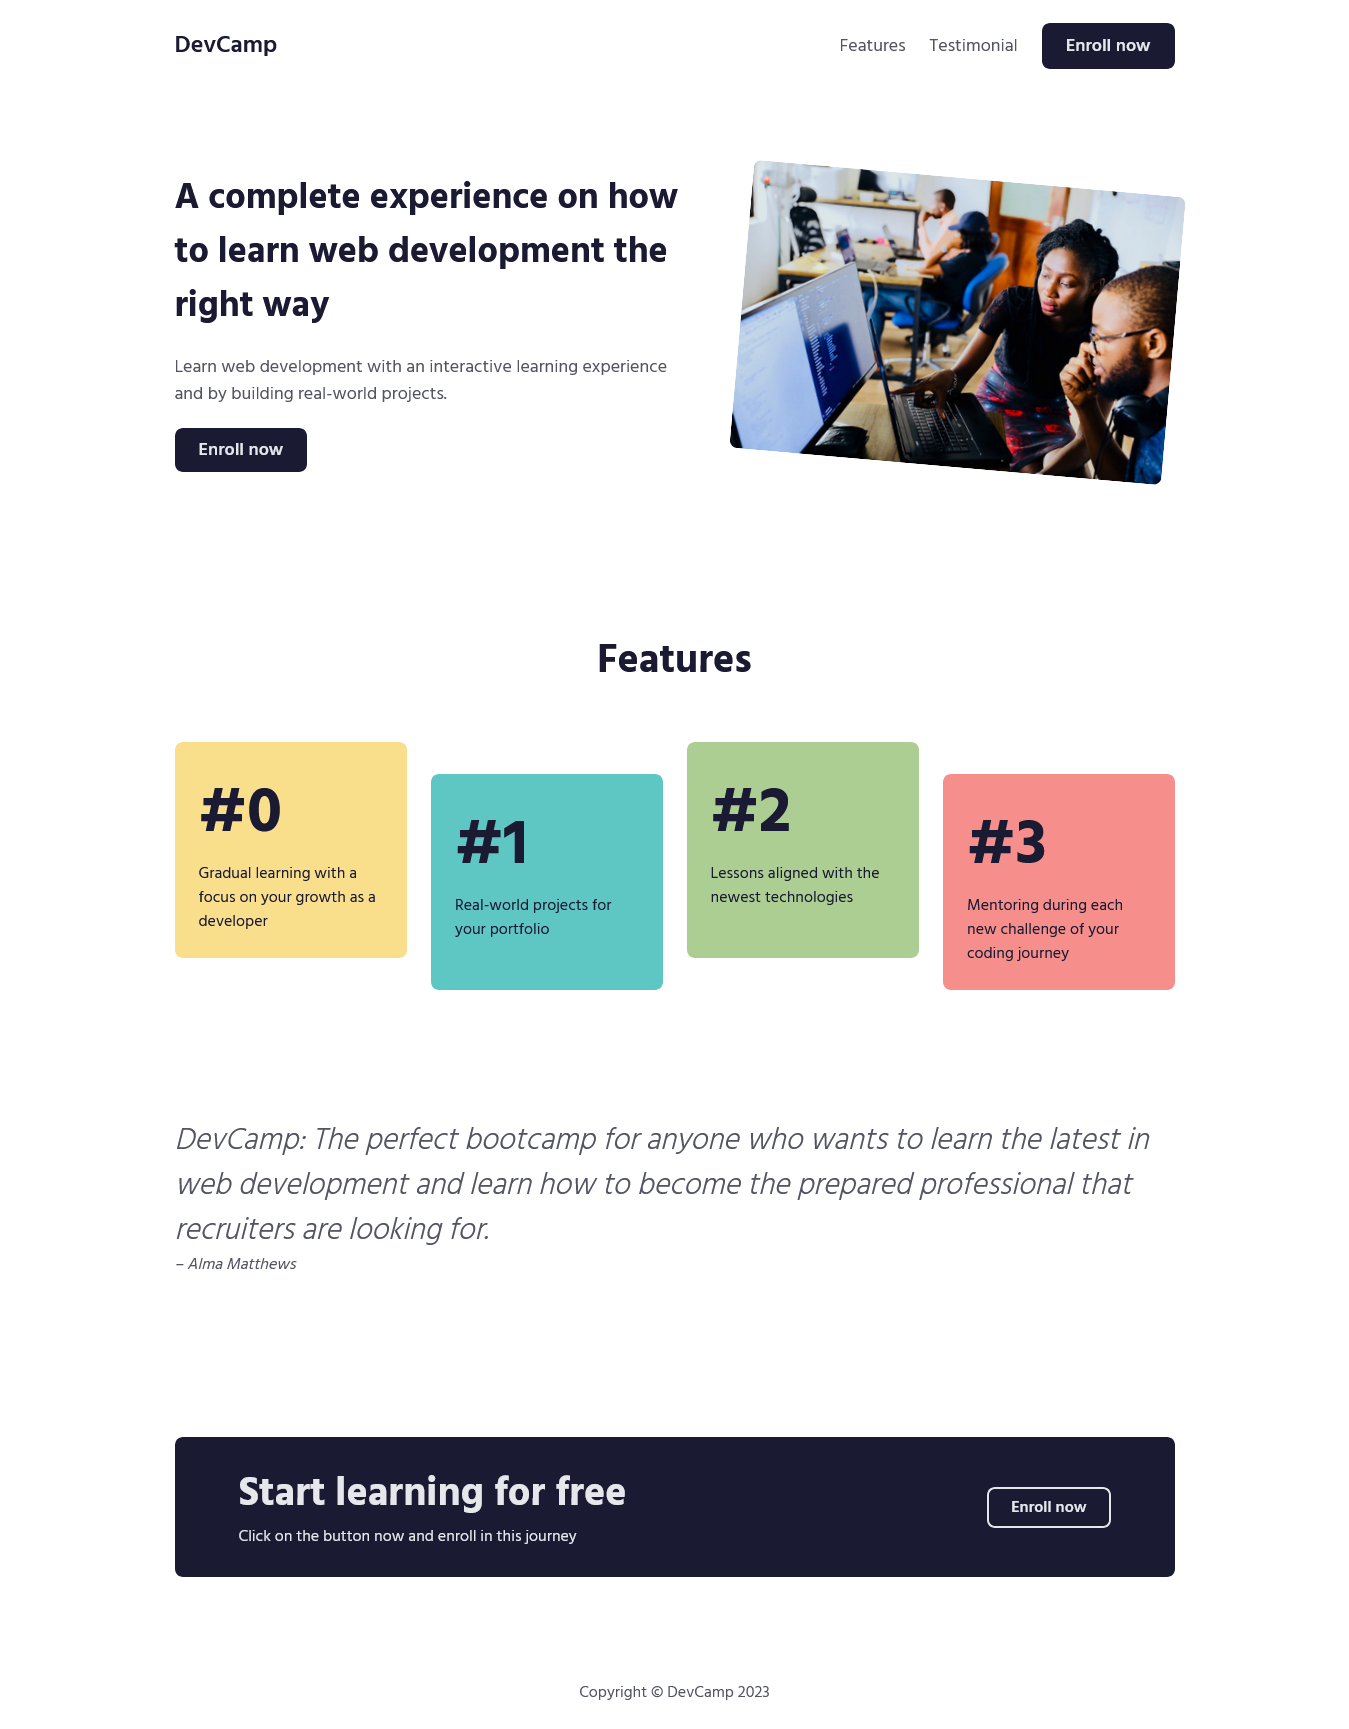 DevCamp
Features Testimonial Enroll now
A complete experience on how
to learn web development the
right way
Learn web development with an interactive learning experience
and by building real-world projects.
Enroll now
Features
#0
Gradual learning with a
focus on your growth as a
developer
#1
Real-world projects for
your portfolio
#2
Lessons aligned with the
newest technologies
#3
Mentoring during each
new challenge of your
coding journey
DevCamp: The perfect bootcamp for anyone who wants to learn the latest in
web development and learn how to become the prepared professional that
recruiters are looking for.
– Alma Matthews
Start learning for free
Click on the button now and enroll in this journey
Enroll now
Copyright © DevCamp 2023